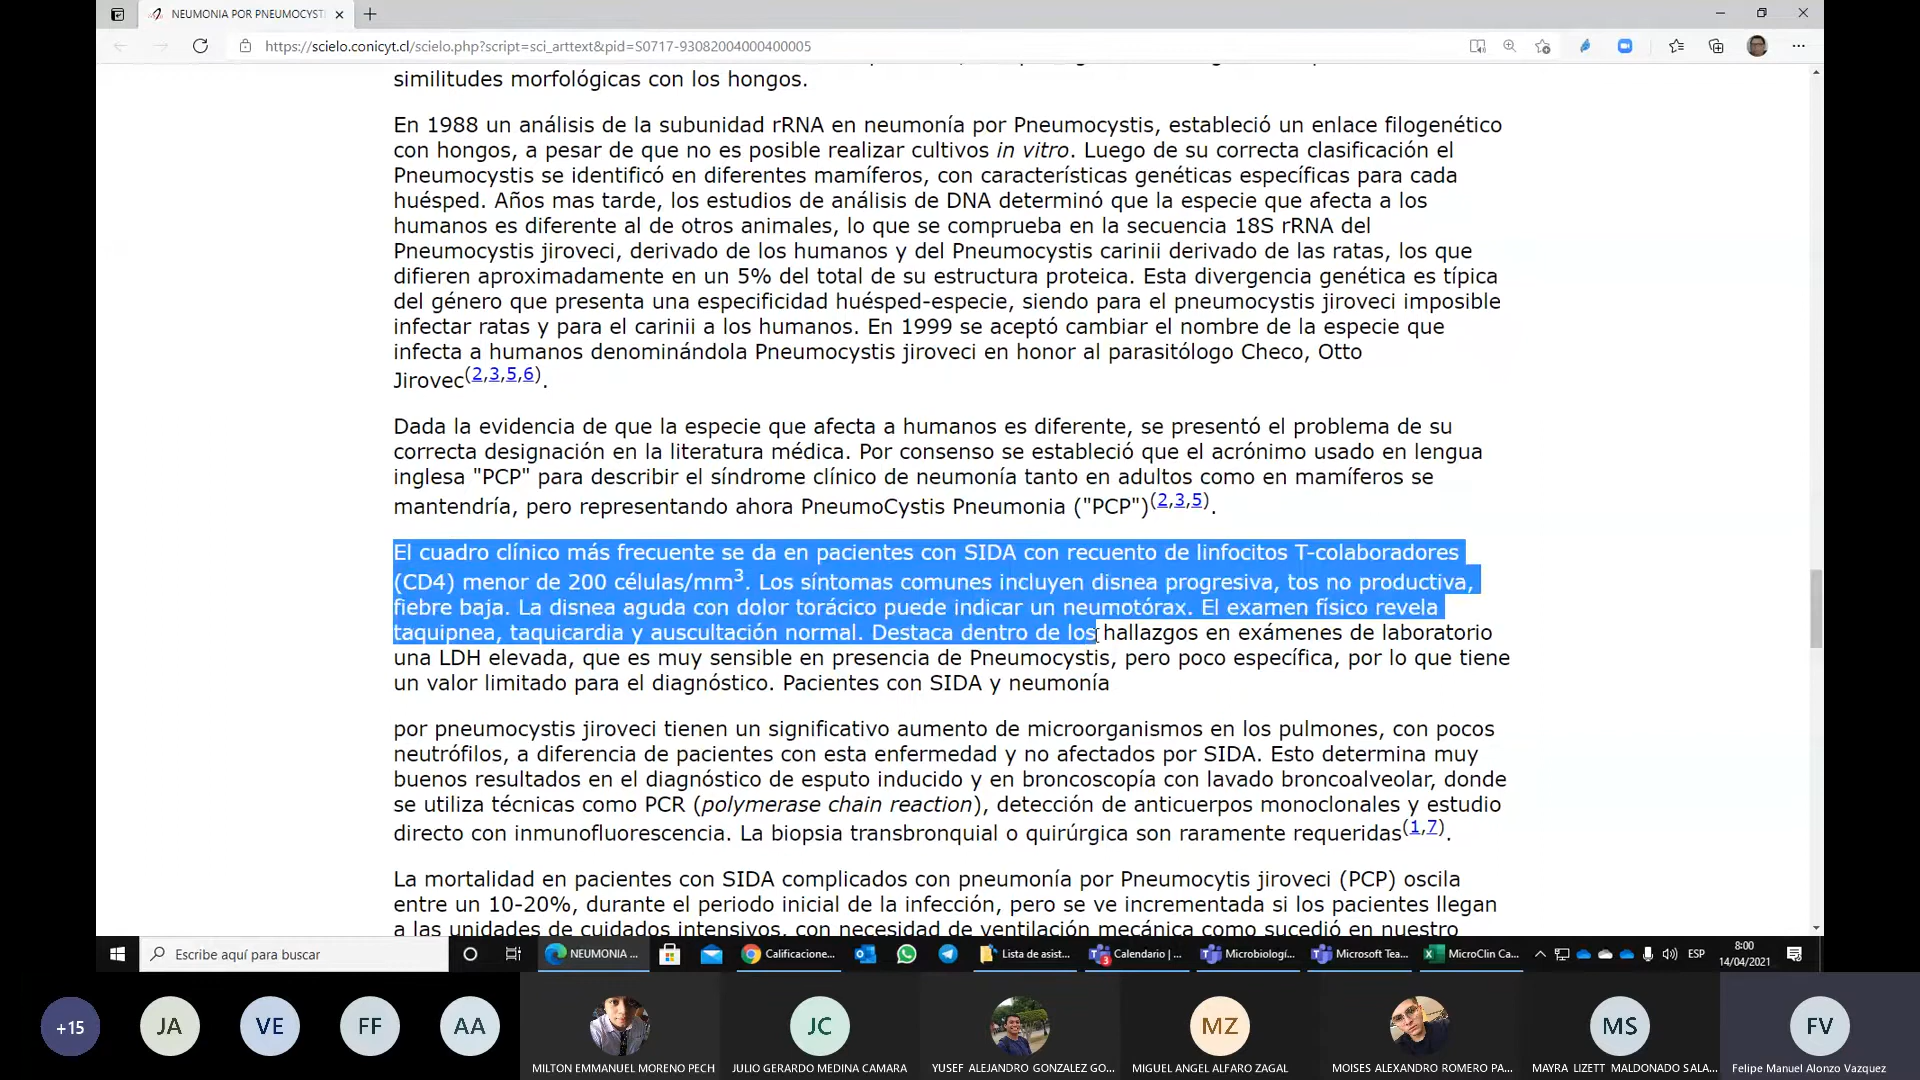 NEUMONIA POR PNEUMOCYSTI
https://scielo.conicyt.cl/scielo.php?script=sci_arttext&pid=S0717-93082004000400005
similitudes morfológicas con los hongos.
En 1988 un análisis de la subunidad rRNA en neumonía por Pneumocystis, estableció un enlace filogenético
con hongos, a pesar de que no es posible realizar cultivos in vitro. Luego de su correcta clasificación el
Pneumocystis se identificó en diferentes mamíferos, con características genéticas específicas para cada
huésped. Años mas tarde, los estudios de análisis de DNA determinó que la especie que afecta a los
humanos es diferente al de otros animales, lo que se comprueba en la secuencia 18S rRNA del
Pneumocystis jiroveci, derivado de los humanos y del Pneumocystis carinii derivado de las ratas, los que
difieren aproximadamente en un 5% del total de su estructura proteica. Esta divergencia genética es típica
del género que presenta una especificidad huésped-especie, siendo para el pneumocystis jiroveci imposible
infectar ratas y para el carinii a los humanos. En 1999 se aceptó cambiar el nombre de la especie que
infecta a humanos denominándola Pneumocystis jiroveci en honor al parasitólogo Checo, Otto
Jirovec(2,3,5,6).
Dada la evidencia de que la especie que afecta a humanos es diferente, se presentó el problema de su
correcta designación en la literatura médica. Por consenso se estableció que el acrónimo usado en lengua
inglesa "PCP" para describir el síndrome clínico de neumonía tanto en adultos como en mamíferos se
mantendría, pero representando ahora PneumoCystis Pneumonia ("PCP")(2,3,5).
El cuadro clínico más frecuente se da en pacientes con SIDA con recuento de linfocitos T-colaboradores
(CD4) menor de 200 células/mm3. Los síntomas comunes incluyen disnea progresiva, tos no productiva,
fiebre baja. La disnea aguda con dolor torácico puede indicar un neumotórax. El examen físico revela
taquipnea, taquicardia y auscultación normal. Destaca dentro de los hallazgos en exámenes de laboratorio
una LDH elevada, que es muy sensible en presencia de Pneumocystis, pero poco específica, por lo que tiene
un valor limitado para el diagnóstico. Pacientes con SIDA y neumonía
por pneumocystis jiroveci tienen un significativo aumento de microorganismos en los pulmones, con pocos
neutrófilos, a diferencia de pacientes con esta enfermedad y no afectados por SIDA. Esto determina muy
buenos resultados en el diagnóstico de esputo inducido y en broncoscopía con lavado broncoalveolar, donde
se utiliza técnicas como PCR (polymerase chain reaction), detección de anticuerpos monoclonales y estudio
directo con inmunofluorescencia. La biopsia transbronquial o quirúrgica son raramente requeridas(1,7).
La mortalidad en pacientes con SIDA complicados con pneumonía por Pneumocytis jiroveci (PCP) oscila
entre un 10-20%, durante el periodo inicial de la infección, pero se ve incrementada si los pacientes llegan
a las unidades de cuidados intensivos, con necesidad de ventilación mecánica como sucedió en nuestro
Escribe aquí para buscar
NEUMONIA ...
Calificacione...
Lista de asist...
3
Calendario | ...
Microbiologí...
Microsoft Tea...
MicroClin Ca...
ESP
8:00
14/04/2021
+15
JA
VE
FF
AA
JC
MZ
MS
FV
MILTON EMMANUEL MORENO PECH
JULIO GERARDO MEDINA CAMARA
YUSEF ALEJANDRO GONZALEZ GO...
MIGUEL ANGEL ALFARO ZAGAL
MOISES ALEXANDRO ROMERO PA...
MAYRA LIZETT MALDONADO SALA...
Felipe Manuel Alonzo Vazquez